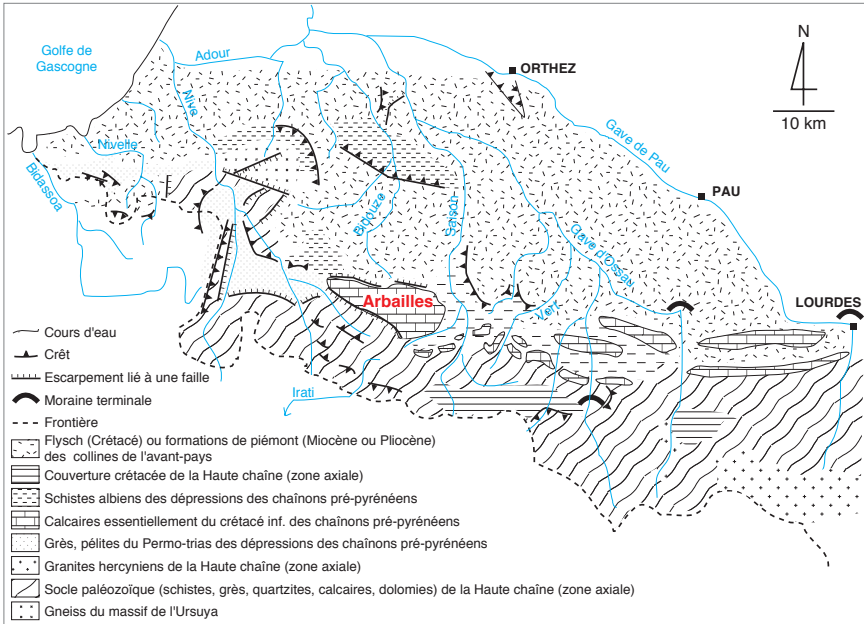 Golfe de
Gascogne
Adour
Nive
ORTHEZ
N
10 km
Gave de Pau
Nivelle
Bidassoa
Bidouze
Saison
PAU
Gave d'Ossau
Arbailles
Vert
LOURDES
Irati
Cours d'eau
Crêt
Escarpement lié à une faille
Moraine terminale
Frontière
Flysch (Crétacé) ou formations de piémont (Miocène ou Pliocène)
des collines de l'avant-pays
Couverture crétacée de la Haute chaîne (zone axiale)
Schistes albiens des dépressions des chaînons pré-pyrénéens
Calcaires essentiellement du crétacé inf. des chaînons pré-pyrénéens
Grès, pélites du Permo-trias des dépressions des chaînons pré-pyrénéens
Granites hercyniens de la Haute chaîne (zone axiale)
Socle paléozoïque (schistes, grès, quartzites, calcaires, dolomies) de la Haute chaîne (zone axiale)
Gneiss du massif de l'Ursuya